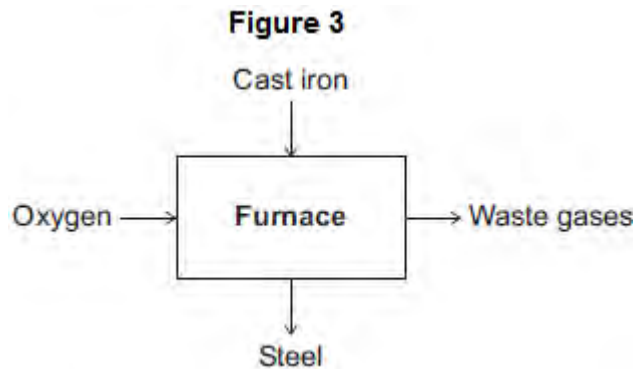 Figure 3
Cast iron
Oxygen
Furnace
Waste gases
Steel